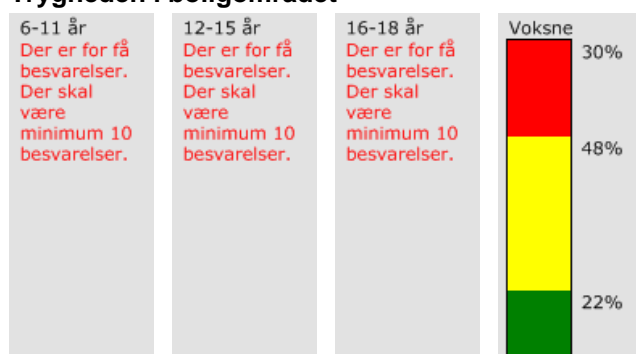 Trygheden i boligområdet
6-11 år
Der er for få
besvarelser.
Der skal
være
minimum 10
besvarelser.
12-15 år
Der er for få
besvarelser.
Der skal
være
minimum 10
besvarelser.
16-18 år
Der er for få
besvarelser.
Der skal
være
minimum 10
besvarelser.
Voksne
30%
48%
22%